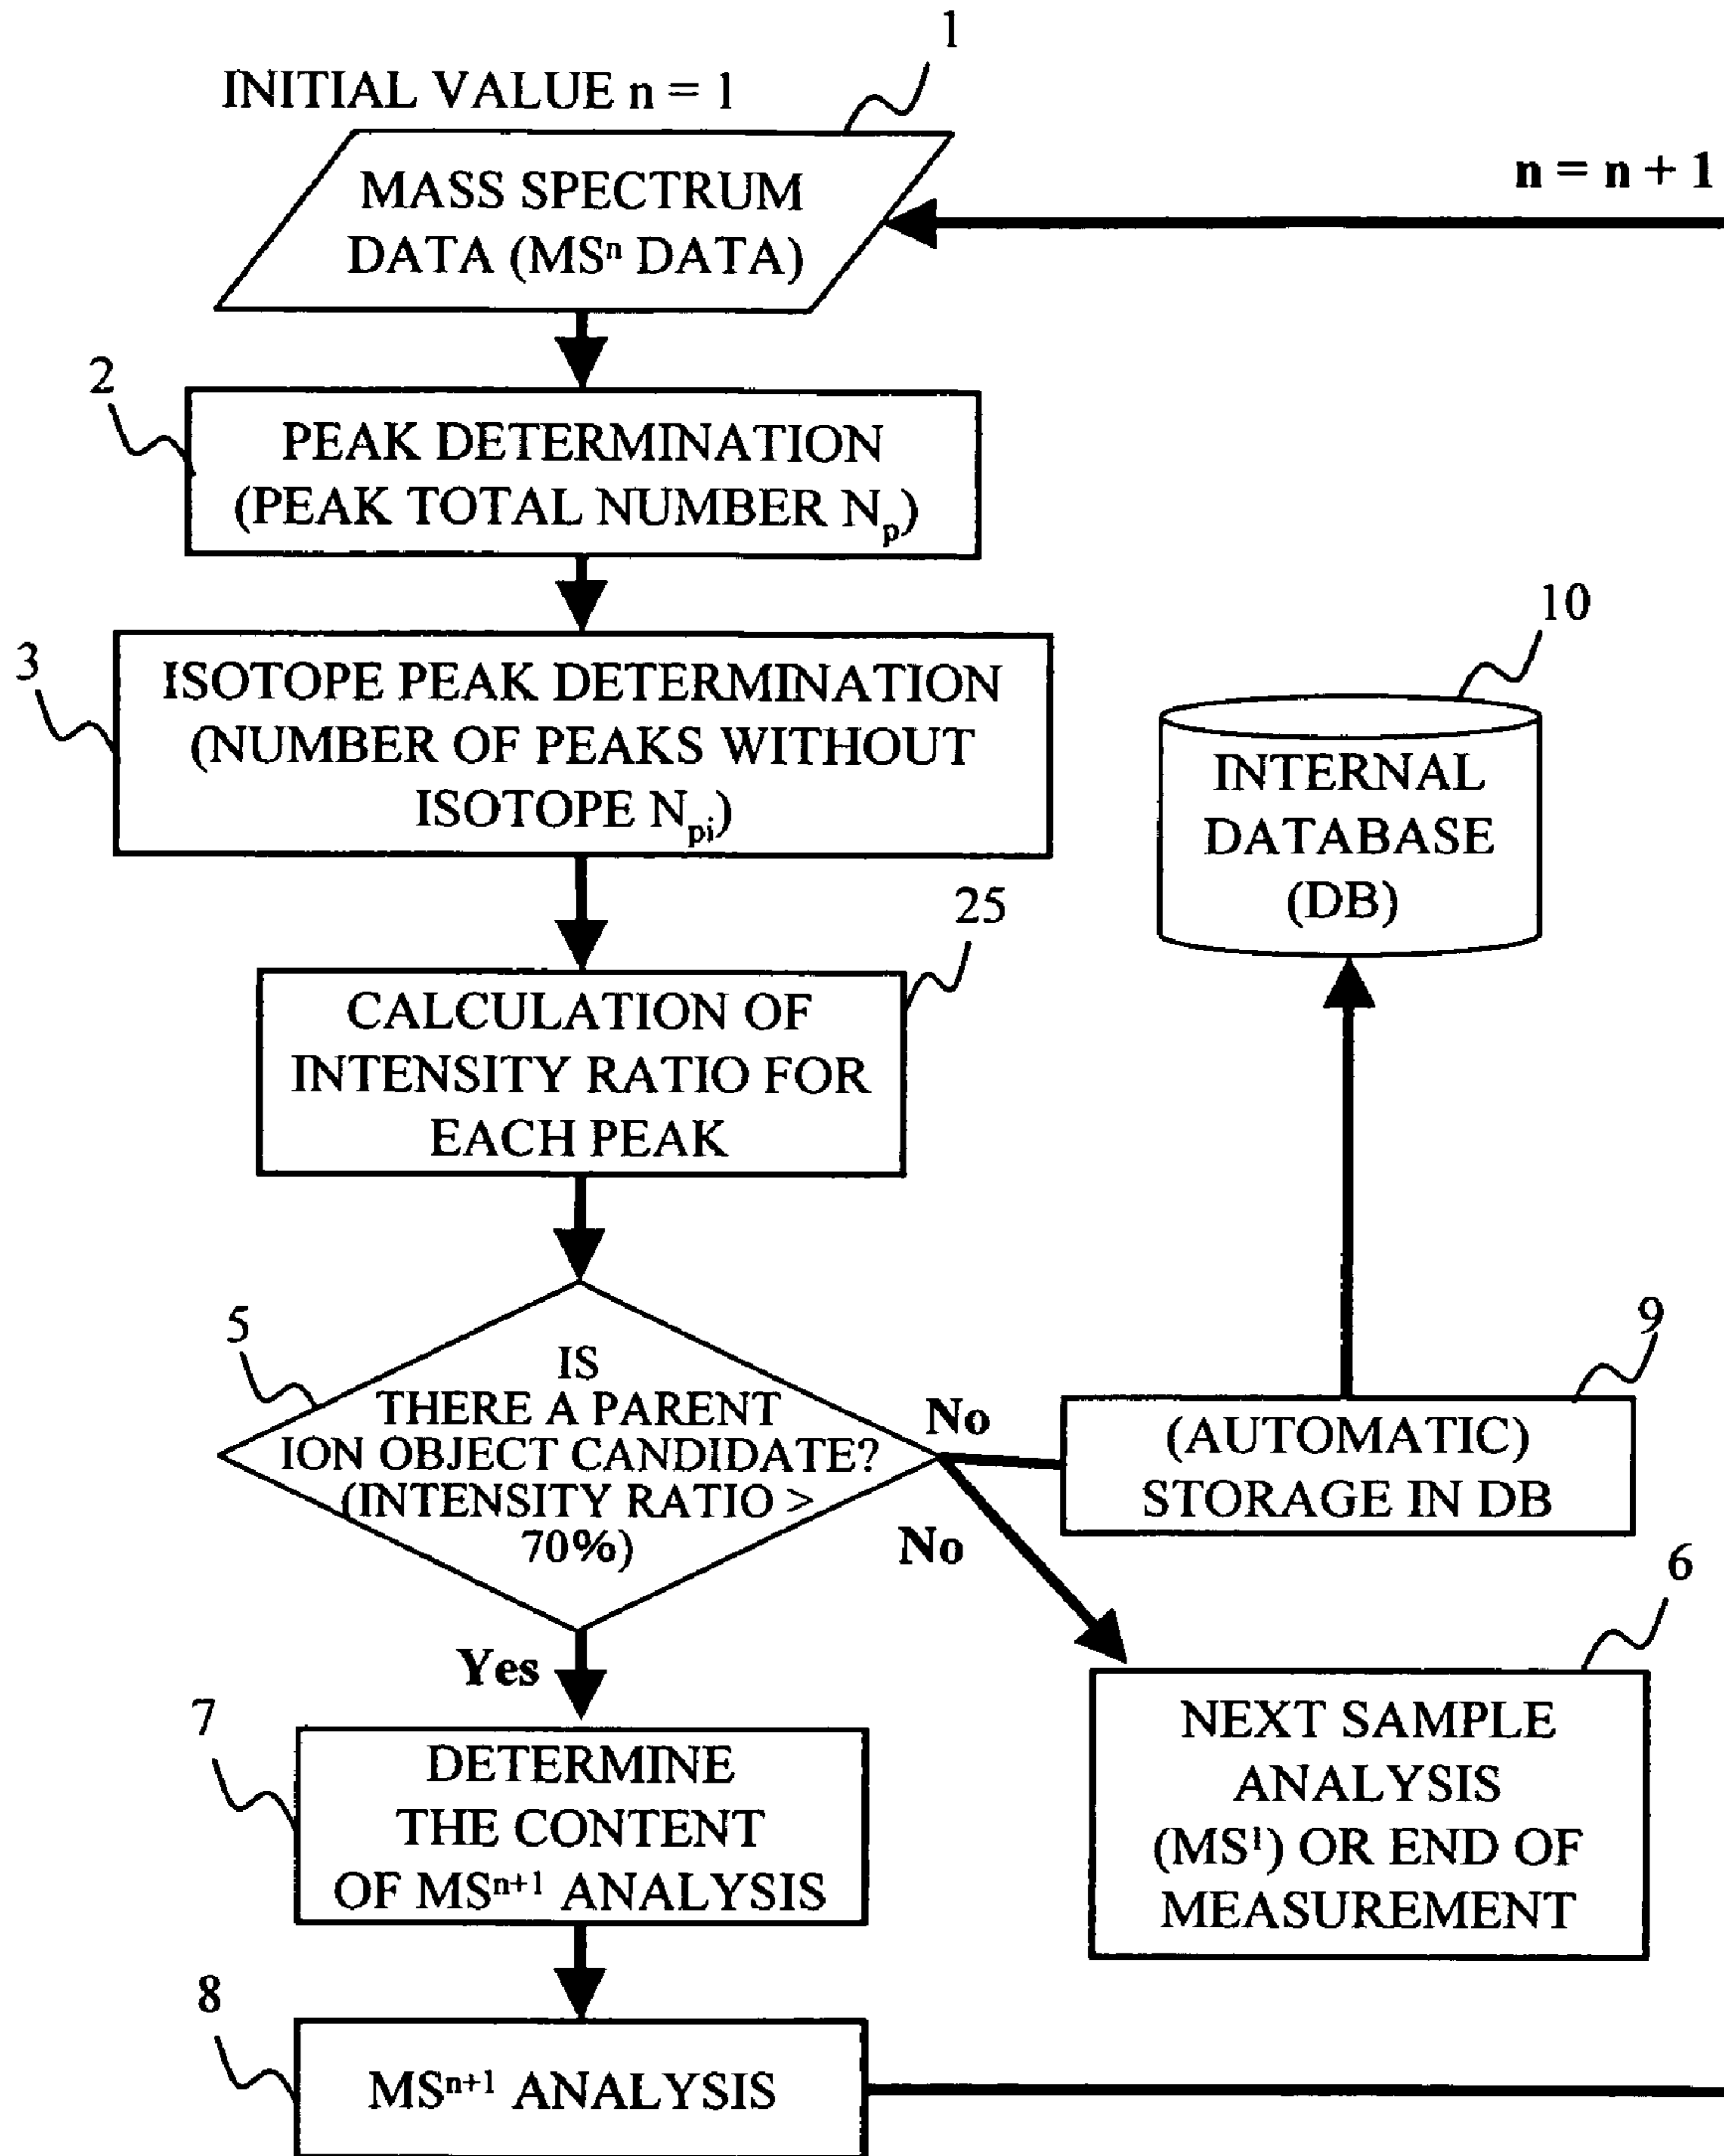 1
INITIAL VALUE n = 1
MASS SPECTRUM
DATA (MSⁿ DATA)
n = n + 1
2
PEAK DETERMINATION
(PEAK TOTAL NUMBER Nₚ)
3
ISOTOPE PEAK DETERMINATION
(NUMBER OF PEAKS WITHOUT
ISOTOPE Nₚᵢ)
10
INTERNAL
DATABASE
(DB)
25
CALCULATION OF
INTENSITY RATIO FOR
EACH PEAK
5
IS
THERE A PARENT
ION OBJECT CANDIDATE?
(INTENSITY RATIO >
70%)
No
9
(AUTOMATIC)
STORAGE IN DB
No
6
NEXT SAMPLE
ANALYSIS
(MS¹) OR END OF
MEASUREMENT
Yes
7
DETERMINE
THE CONTENT
OF MSⁿ⁺¹ ANALYSIS
8
MSⁿ⁺¹ ANALYSIS